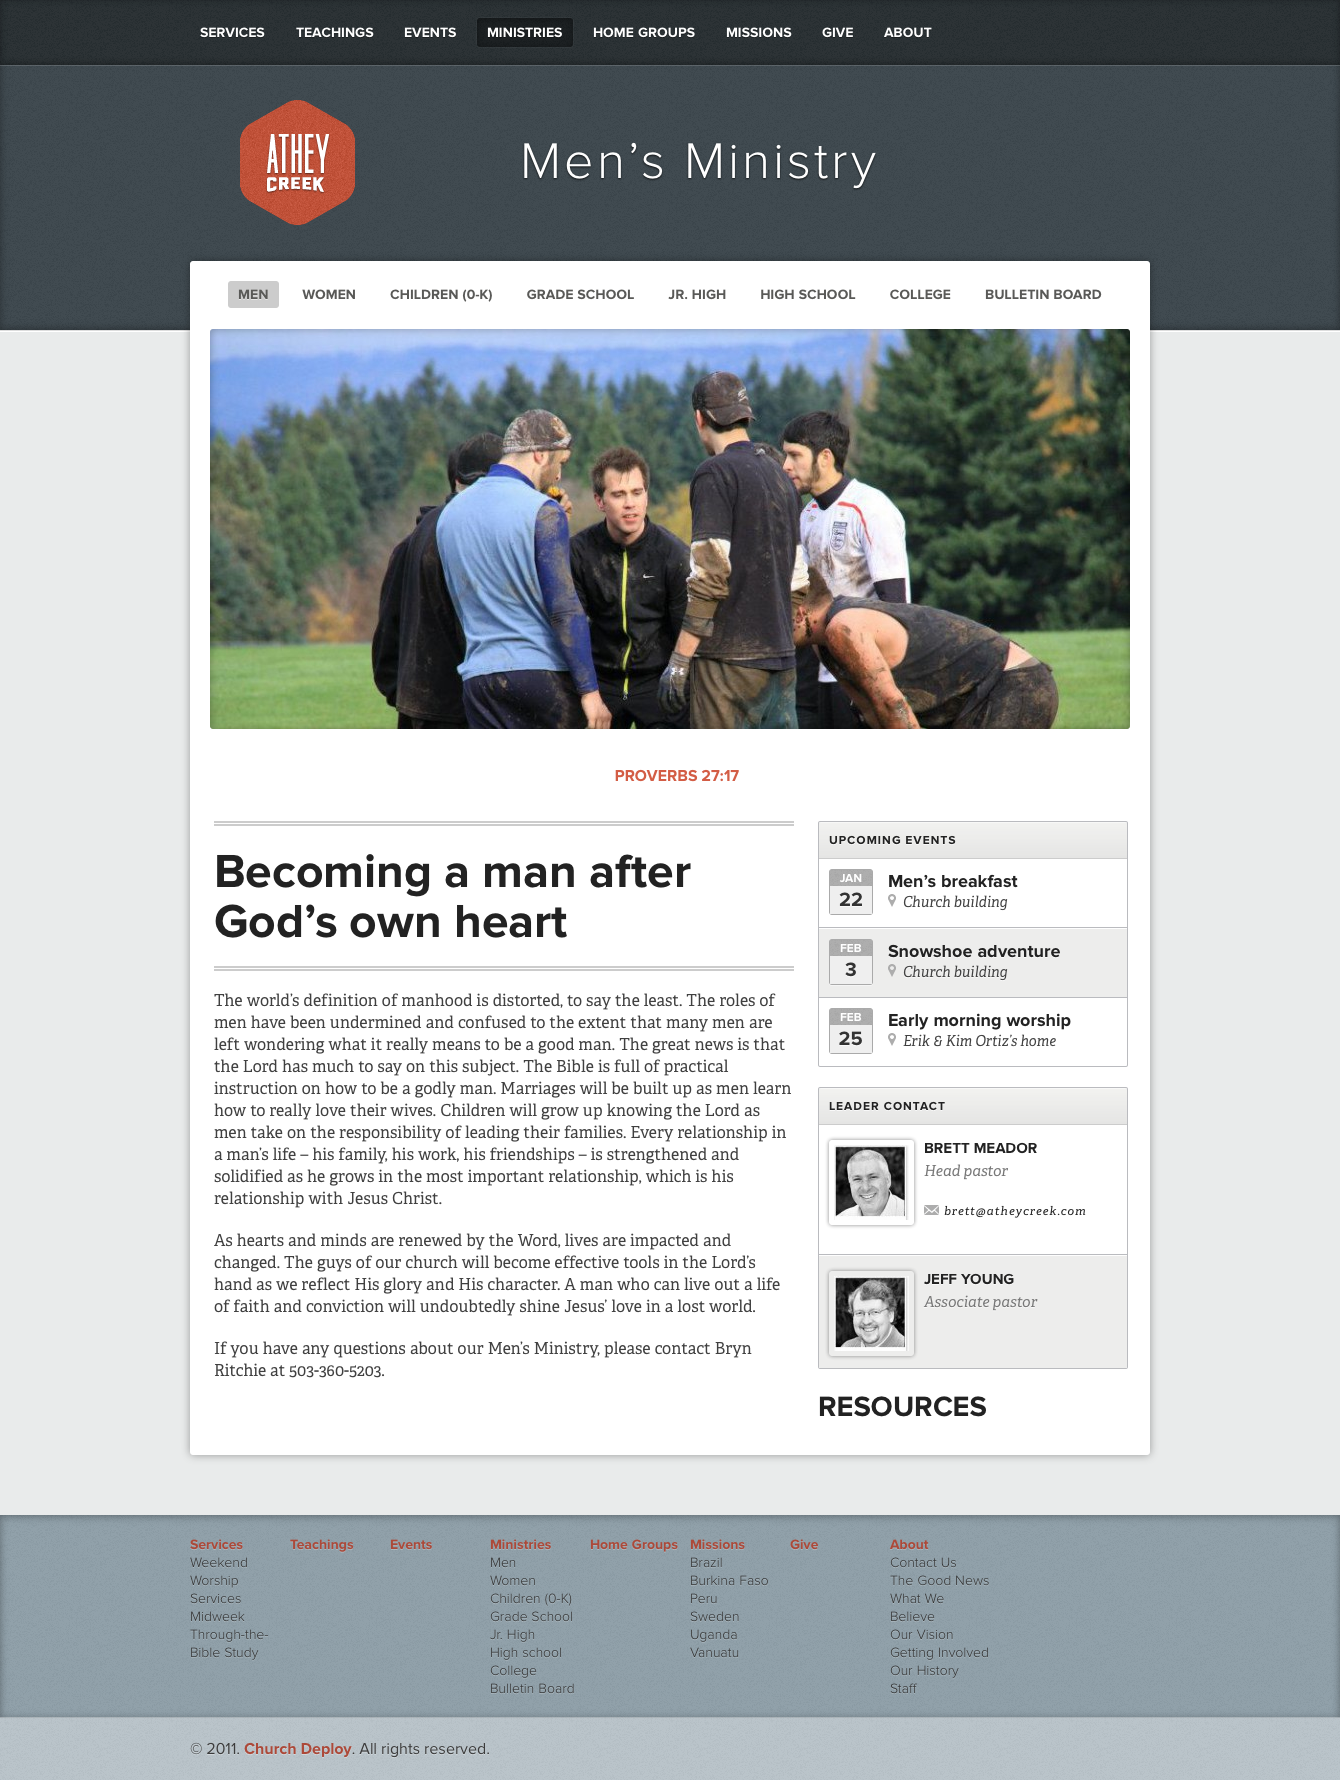 SERVICES TEACHINGS EVENTS MINISTRIES HOME GROUPS MISSIONS GIVE ABOUT
ATHEY
CREEK
Men’s Ministry
MEN WOMEN CHILDREN (0-K) GRADE SCHOOL JR. HIGH HIGH SCHOOL COLLEGE BULLETIN BOARD
PROVERBS 27:17
Becoming a man after
God’s own heart
The world’s definition of manhood is distorted, to say the least. The roles of
men have been undermined and confused to the extent that many men are
left wondering what it really means to be a good man. The great news is that
the Lord has much to say on this subject. The Bible is full of practical
instruction on how to be a godly man. Marriages will be built up as men learn
how to really love their wives. Children will grow up knowing the Lord as
men take on the responsibility of leading their families. Every relationship in
a man’s life – his family, his work, his friendships – is strengthened and
solidified as he grows in the most important relationship, which is his
relationship with Jesus Christ.
As hearts and minds are renewed by the Word, lives are impacted and
changed. The guys of our church will become effective tools in the Lord’s
hand as we reflect His glory and His character. A man who can live out a life
of faith and conviction will undoubtedly shine Jesus’ love in a lost world.
If you have any questions about our Men’s Ministry, please contact Bryn
Ritchie at 503-360-5203.
UPCOMING EVENTS
JAN
22
Men’s breakfast
Church building
FEB
3
Snowshoe adventure
Church building
FEB
25
Early morning worship
Erik & Kim Ortiz’s home
LEADER CONTACT
BRETT MEADOR
Head pastor
brett@atheycreek.com
JEFF YOUNG
Associate pastor
RESOURCES
Services
Weekend
Worship
Services
Midweek
Through-the-
Bible Study
Teachings
Events
Ministries
Men
Women
Children (0-K)
Grade School
Jr. High
High school
College
Bulletin Board
Home Groups
Missions
Brazil
Burkina Faso
Peru
Sweden
Uganda
Vanuatu
Give
About
Contact Us
The Good News
What We
Believe
Our Vision
Getting Involved
Our History
Staff
© 2011. Church Deploy. All rights reserved.